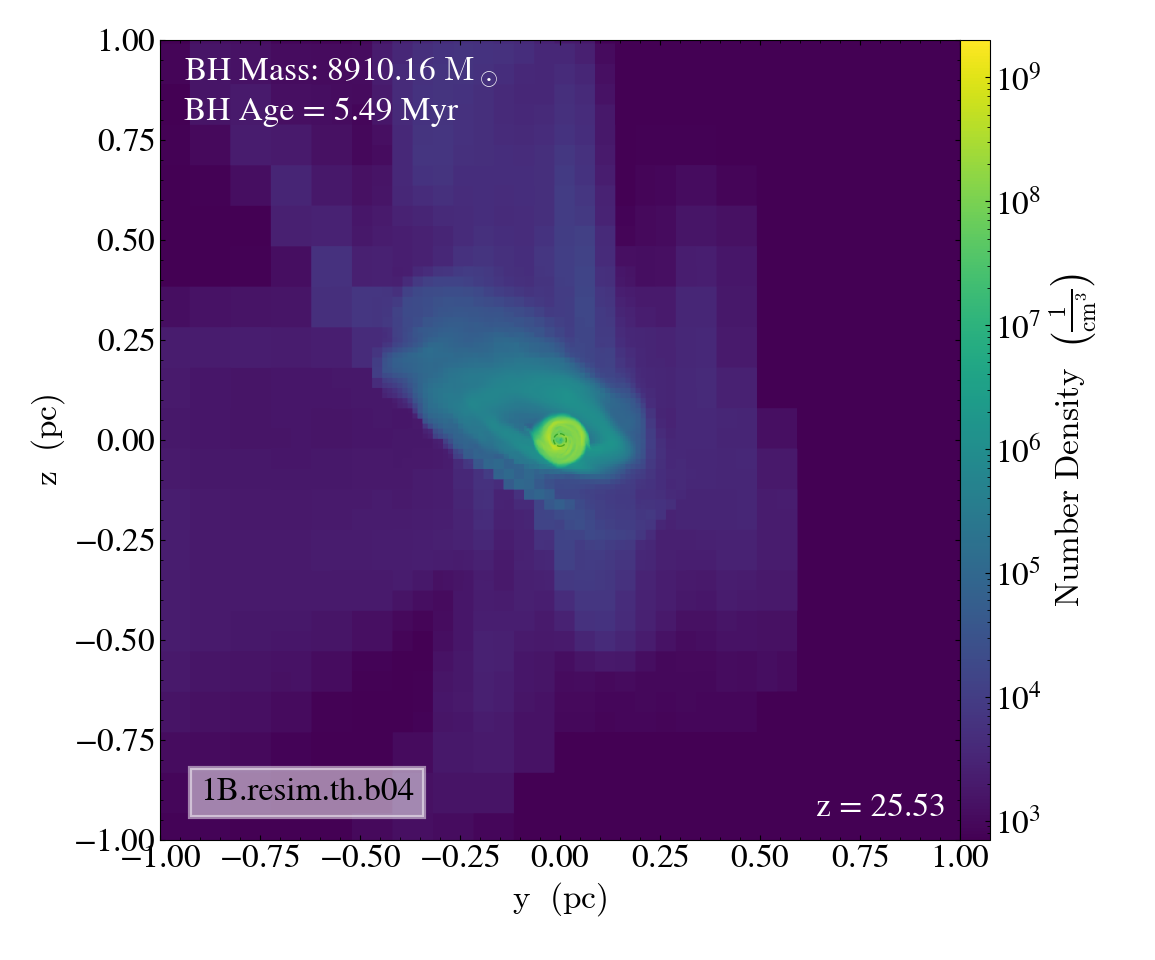 BH Mass: 8910.16 M⊙
BH Age = 5.49 Myr
1.00
0.75
0.50
0.25
0.00
−0.25
−0.50
−0.75
−1.00
z (pc)
1B.resim.th.b04
z = 25.53
−1.00 −0.75 −0.50 −0.25 0.00 0.25 0.50 0.75 1.00
y (pc)
10⁹
10⁸
10⁷
10⁶
10⁵
10⁴
10³
Number Density (1/cm³)